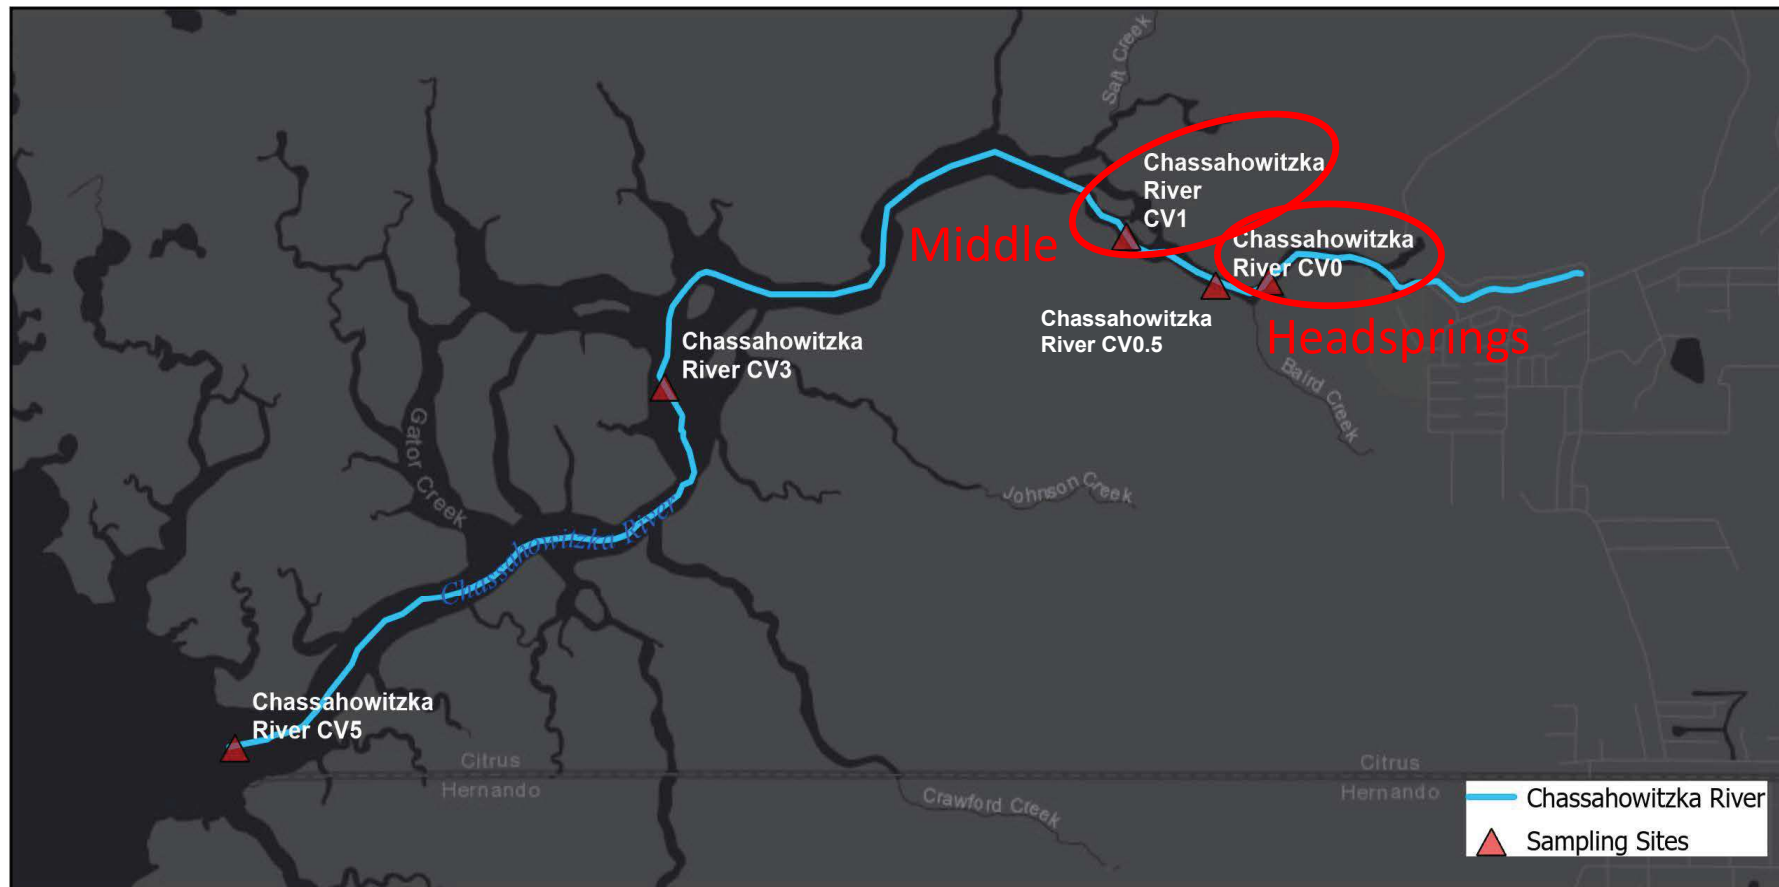 Salt Creek
Chassahowitzka
River
CV1
Middle
Chassahowitzka
River CV0
Chassahowitzka
River CV0.5
Headsprings
Chassahowitzka
River CV3
Baird Creek
Gator Creek
Johnson Creek
Chassahowitzka River
Chassahowitzka
River CV5
Citrus
Hernando
Citrus
Hernando
Crawford Creek
Chassahowitzka River
Sampling Sites